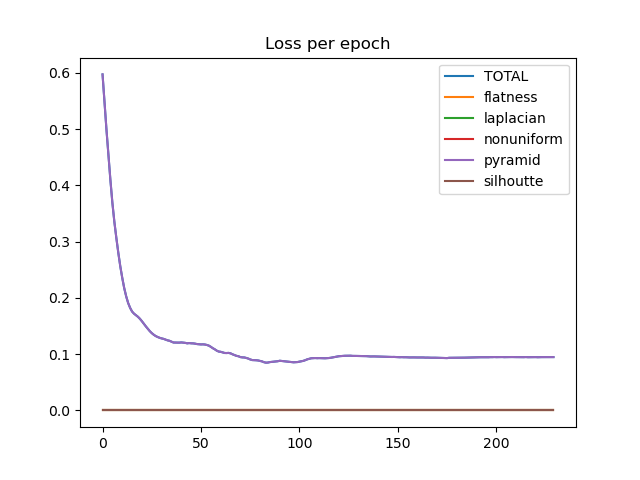 Loss per epoch
TOTAL
flatness
laplacian
nonuniform
pyramid
silhoutte
0.6
0.5
0.4
0.3
0.2
0.1
0.0
0 50 100 150 200